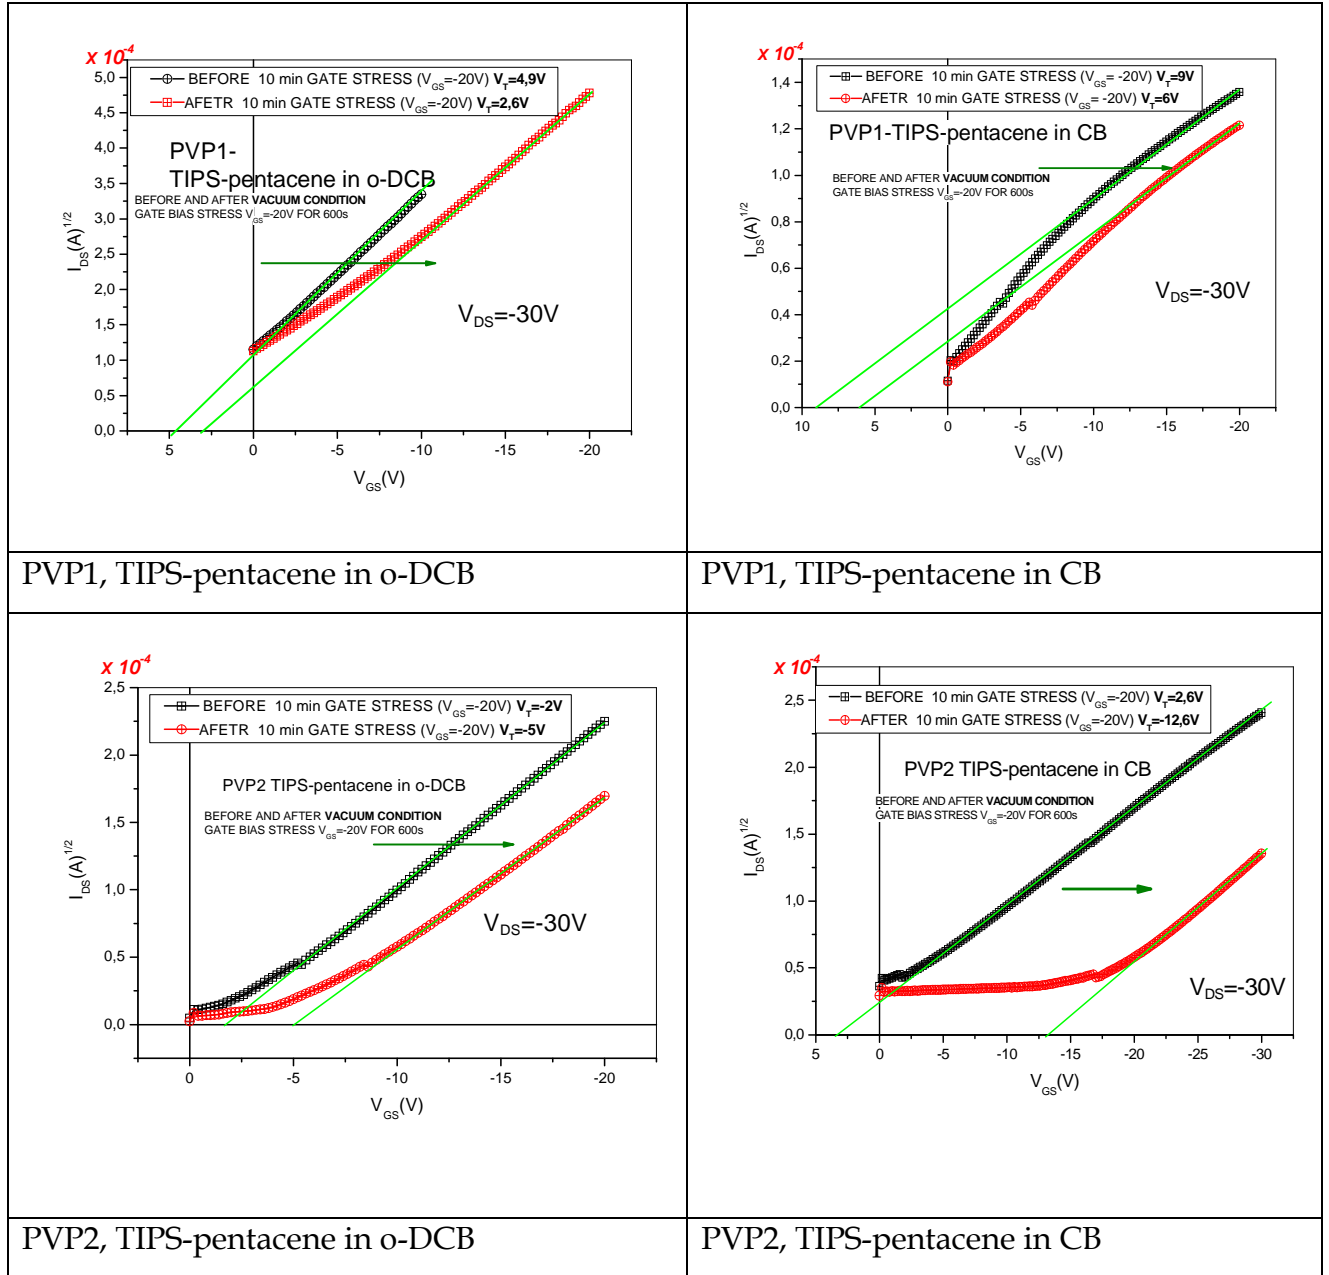 X 10-4
5,0
4,5
4,0
3,5
3,0
2,5
2,0
1,5
1,0
0,5
0,0
IDS(A)1/2
BEFORE 10 min GATE STRESS (VGS=-20V) VT=4,9V
AFETR 10 min GATE STRESS (VGS=-20V) VT=2,6V
PVP1-
TIPS-pentacene in o-DCB
BEFORE AND AFTER VACUUM CONDITION
GATE BIAS STRESS VGS=-20V FOR 600s
VDS=-30V
5 0 -5 -10 -15 -20
VGS(V)
X 10-4
1,4
1,2
1,0
0,8
0,6
0,4
0,2
0,0
IDS(A)1/2
BEFORE 10 min GATE STRESS (VGS= -20V) VT=9V
AFTER 10 min GATE STRESS (VGS= -20V) VT=6V
PVP1-TIPS-pentacene in CB
BEFORE AND AFTER VACUUM CONDITION
GATE BIAS STRESS VGS=-20V FOR 600s
VDS=-30V
10 5 0 -5 -10 -15 -20
VGS(V)
PVP1, TIPS-pentacene in o-DCB
PVP1, TIPS-pentacene in CB
X 10-4
2,5
2,0
1,5
1,0
0,5
0,0
IDS(A)1/2
BEFORE 10 min GATE STRESS (VGS=-20V) VT=-2V
AFETR 10 min GATE STRESS (VGS=-20V) VT=-5V
PVP2 TIPS-pentacene in o-DCB
BEFORE AND AFTER VACUUM CONDITION
GATE BIAS STRESS VGS=-20V FOR 600s
VDS=-30V
0 -5 -10 -15 -20
VGS(V)
X 10-4
2,5
2,0
1,5
1,0
0,5
0,0
IDS(A)1/2
BEFORE 10 min GATE STRESS (VGS=-20V) VT=2,6V
AFTER 10 min GATE STRESS (VGS=-20V) VT=-12,6V
PVP2 TIPS-pentacene in CB
BEFORE AND AFTER VACUUM CONDITION
GATE BIAS STRESS VGS=-20V FOR 600s
VDS=-30V
5 0 -5 -10 -15 -20 -25 -30
VGS(V)
PVP2, TIPS-pentacene in o-DCB
PVP2, TIPS-pentacene in CB